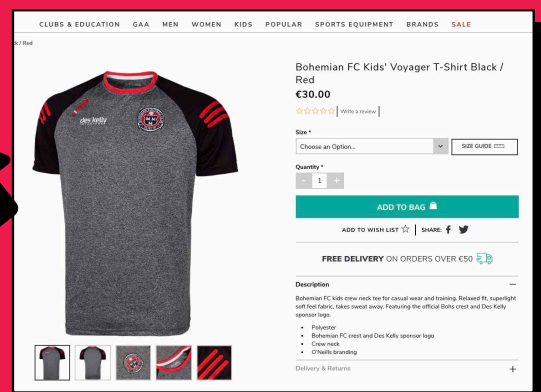 CLUBS & EDUCATION GAA MEN WOMEN KIDS POPULAR SPORTS EQUIPMENT BRANDS SALE
ck / Red
des kelly
Bohemian FC Kids' Voyager T-Shirt Black /
Red
€30.00
Write a review
Size *
Choose an Option...
SIZE GUIDE
Quantity *
- 1 +
ADD TO BAG
ADD TO WISH LIST SHARE:
FREE DELIVERY ON ORDERS OVER €50
Description
Bohemian FC kids crew neck tee for casual wear and training. Relaxed fit, superlight
soft feel fabric, takes sweat away. Featuring the official Bohs crest and Des Kelly
sponsor logo.
• Polyester
• Bohemian FC crest and Des Kelly sponsor logo
• Crew neck
• O'Neills branding
Delivery & Returns +